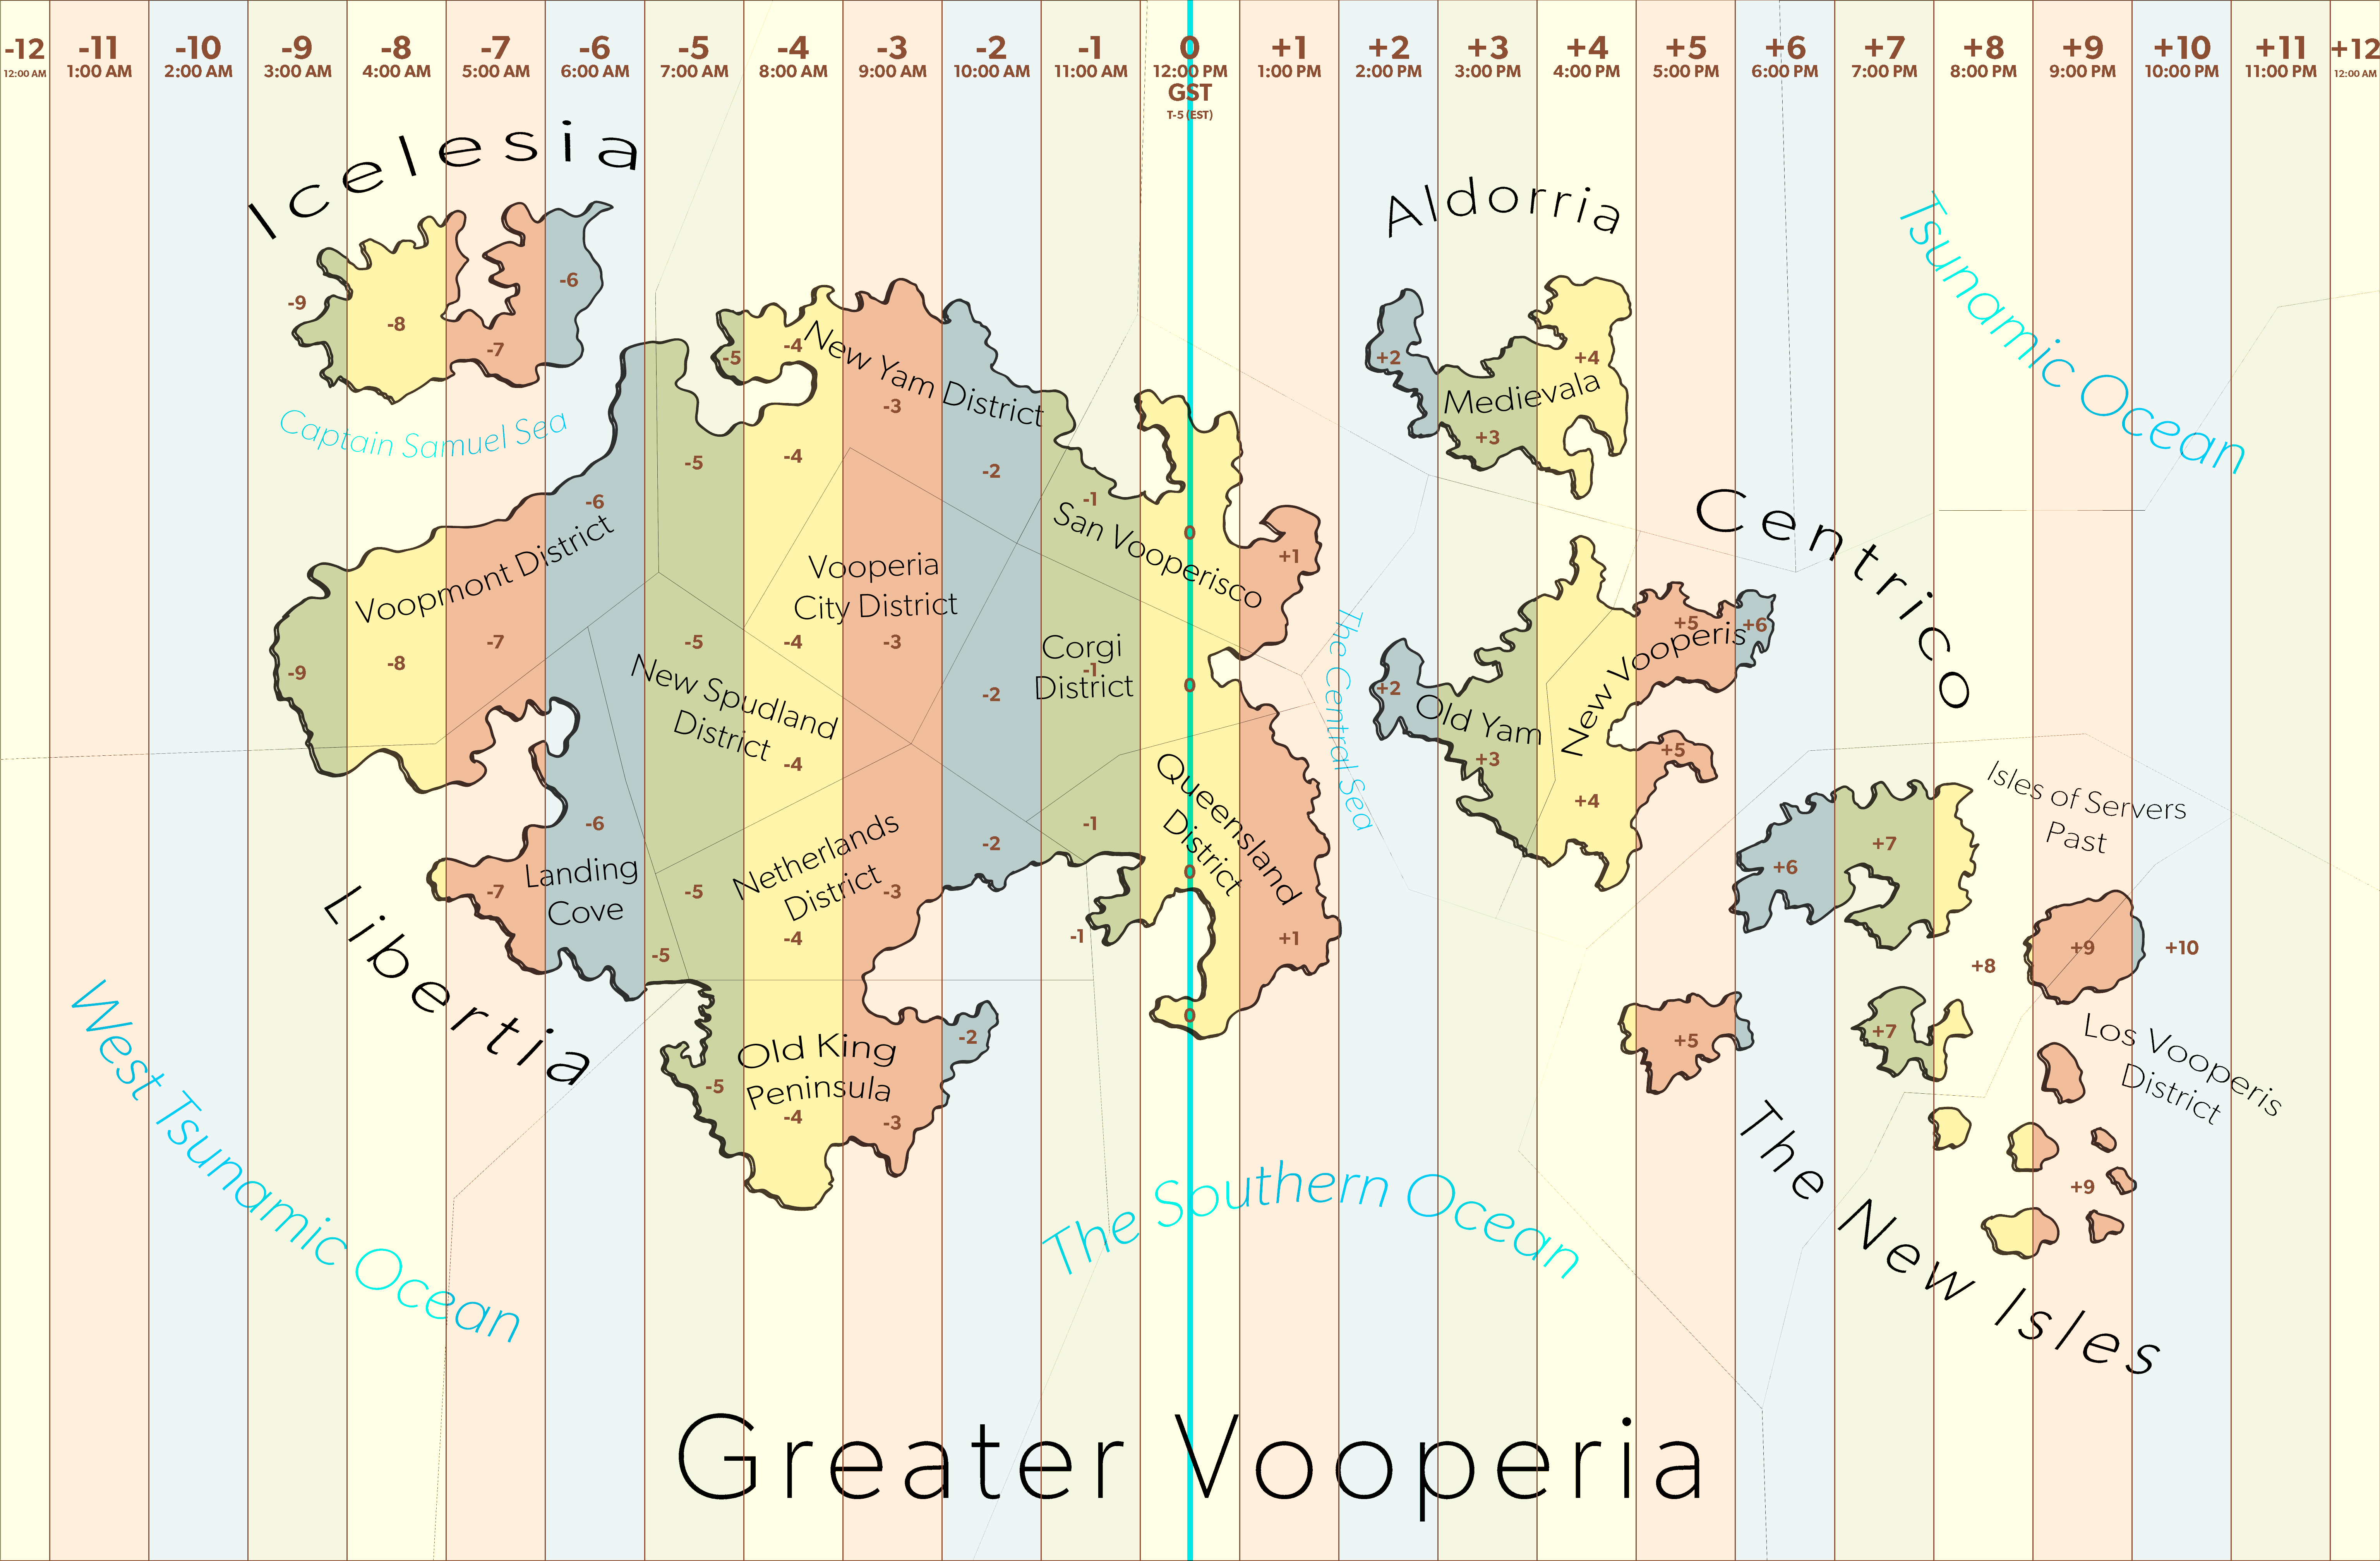 -12 -11 -10 -9 -8 -7 -6 -5 -4 -3 -2 -1 0 +1 +2 +3 +4 +5 +6 +7 +8 +9 +10 +11 +12
12:00 AM 1:00 AM 2:00 AM 3:00 AM 4:00 AM 5:00 AM 6:00 AM 7:00 AM 8:00 AM 9:00 AM 10:00 AM 11:00 AM 12:00 PM 1:00 PM 2:00 PM 3:00 PM 4:00 PM 5:00 PM 6:00 PM 7:00 PM 8:00 PM 9:00 PM 10:00 PM 11:00 PM 12:00 AM
GST
T-5 (EST)
Icelesia
-9
-8
-7
-6
Captain Samuel Sea
Aldorria
+2
Medievala
+3
+4
Tsunamic Ocean
-5
-4
New Yam District
-3
-5
-4
-2
-1
San Vooperisco
0
+1
-6
Voopmont District
-9
-8
-7
Vooperia
City District
-5
-4
-3
-2
Corgi
-1
District
0
New Spudland
District
-4
The Central Sea
Centrico
+2
Old Yam
+3
New Vooperis
+5
+6
+5
+4
-6
Landing
Cove
-7
-5
Netherlands
District
-5
-3
-4
-2
-1
Queensland
District
0
-1
+1
0
Libertia
West Tsunamic Ocean
Old King
Peninsula
-5
-4
-3
-2
Isles of Servers
Past
+6
+7
+8
+9
+10
+5
+7
Los Vooperis
District
+9
The New Isles
The Southern Ocean
Greater Vooperia